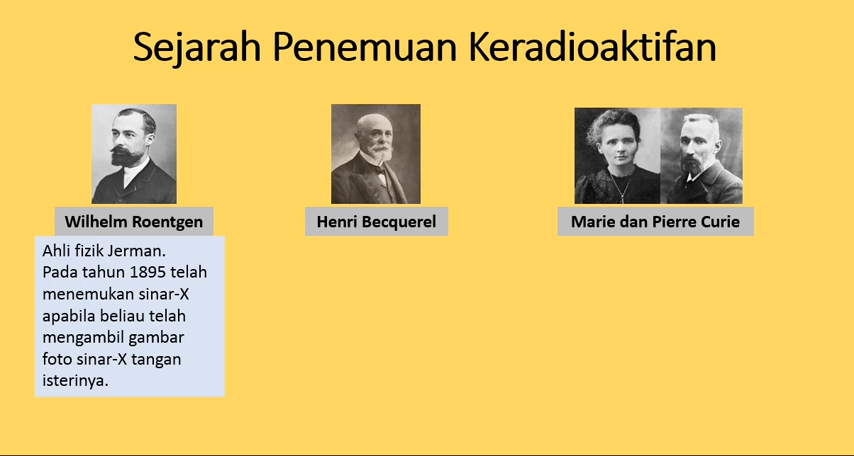 Sejarah Penemuan Keradioaktifan
Wilhelm Roentgen
Henri Becquerel
Marie dan Pierre Curie
Ahli fizik Jerman.
Pada tahun 1895 telah
menemukan sinar-X
apabila beliau telah
mengambil gambar
foto sinar-X tangan
isterinya.